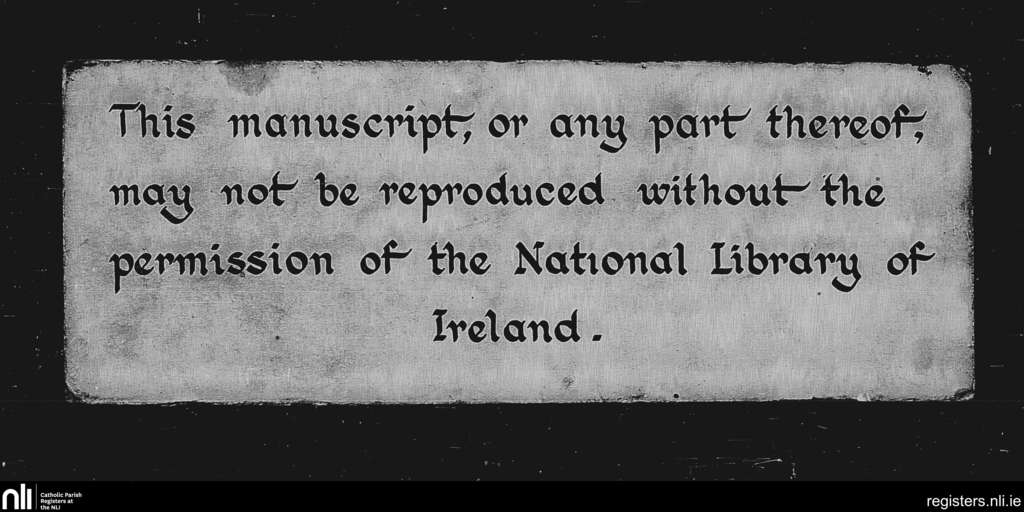 This manuscript, or any part thereof,
may not be reproduced without the
permission of the National Library of
Ireland.
nli
Catholic Parish
Registers at
the NLI
registers.nli.ie